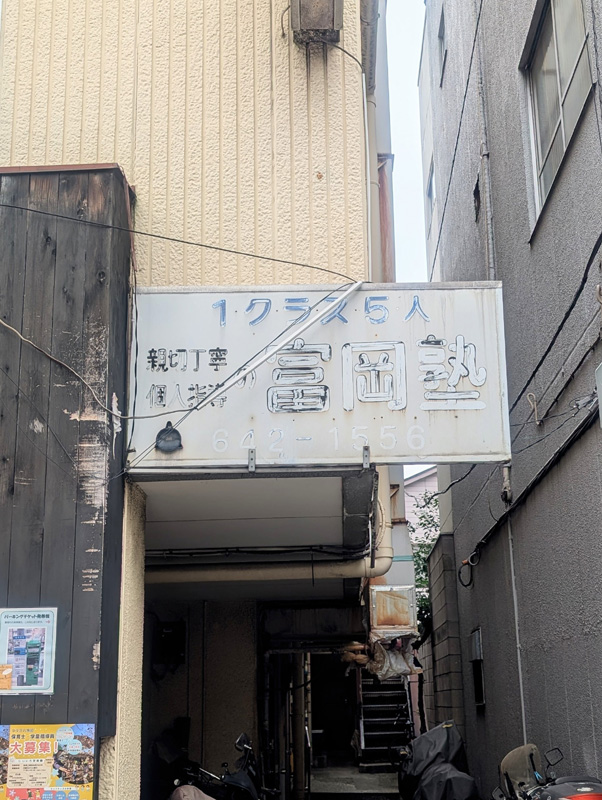 1クラス5人
親切丁寧
個人指導の
富岡塾
642-1556
大募集!